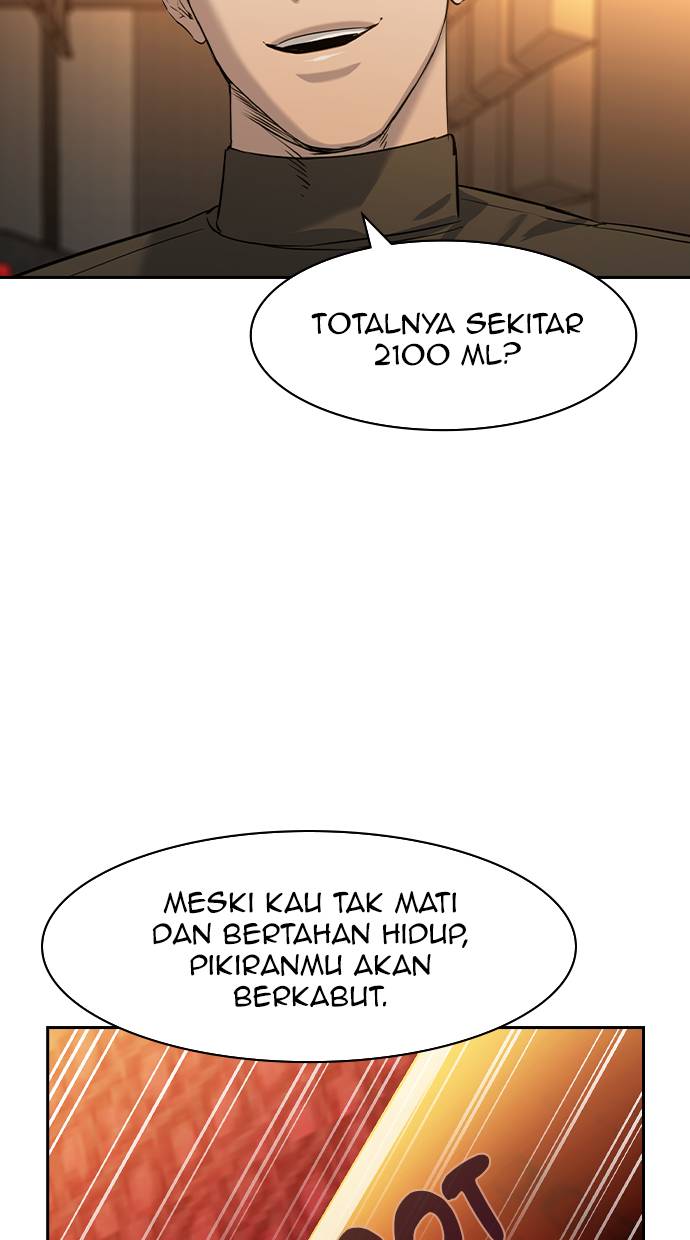 TOTALNYA SEKITAR
2100 ML?
MESKI KAU TAK MATI
DAN BERTAHAN HIDUP,
PIKIRANMU AKAN
BERKABUT.